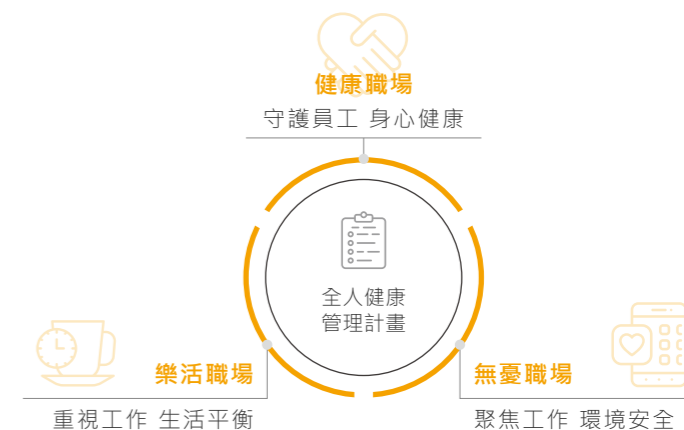 健康職場
守護員工 身心健康
全人健康
管理計畫
樂活職場
重視工作 生活平衡
無憂職場
聚焦工作 環境安全